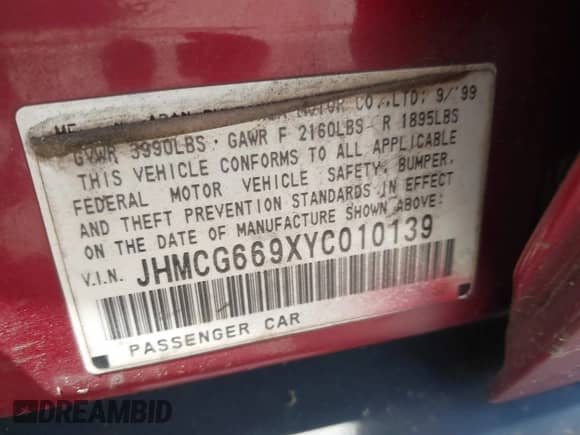 MOTOR CO.,LTD. 9/'99
GVWR 3990LBS GAWR F 2160LBS R 1895LBS
THIS VEHICLE CONFORMS TO ALL APPLICABLE
FEDERAL MOTOR VEHICLE SAFETY, BUMPER,
AND THEFT PREVENTION STANDARDS IN EFFECT
ON THE DATE OF MANUFACTURE SHOWN ABOVE:
V.I.N. JHMCG669XYC010139
PASSENGER CAR
DREAMBID